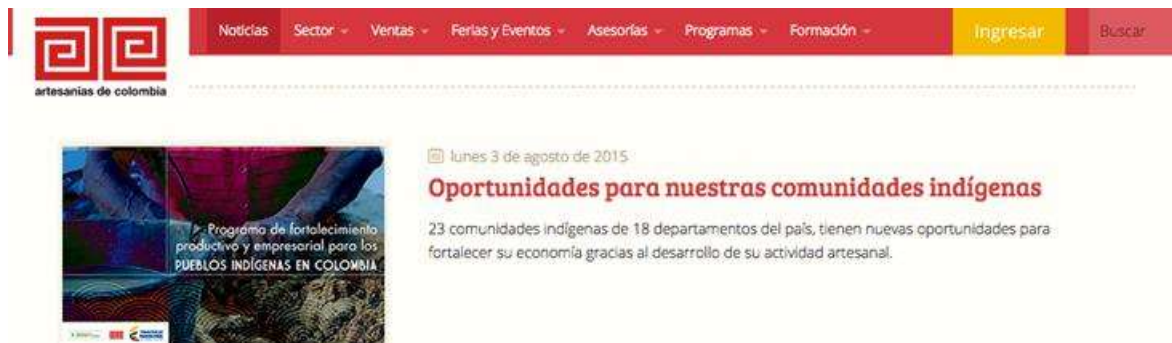 Noticias Sector Ventas Ferias y Eventos Asesorías Programas Formación Ingresar Buscar
artesanías de colombia
lunes 3 de agosto de 2015
Oportunidades para nuestras comunidades indígenas
23 comunidades indígenas de 18 departamentos del país, tienen nuevas oportunidades para
fortalecer su economía gracias al desarrollo de su actividad artesanal.
Programa de fortalecimiento
productivo y empresarial para los
PUEBLOS INDÍGENAS EN COLOMBIA